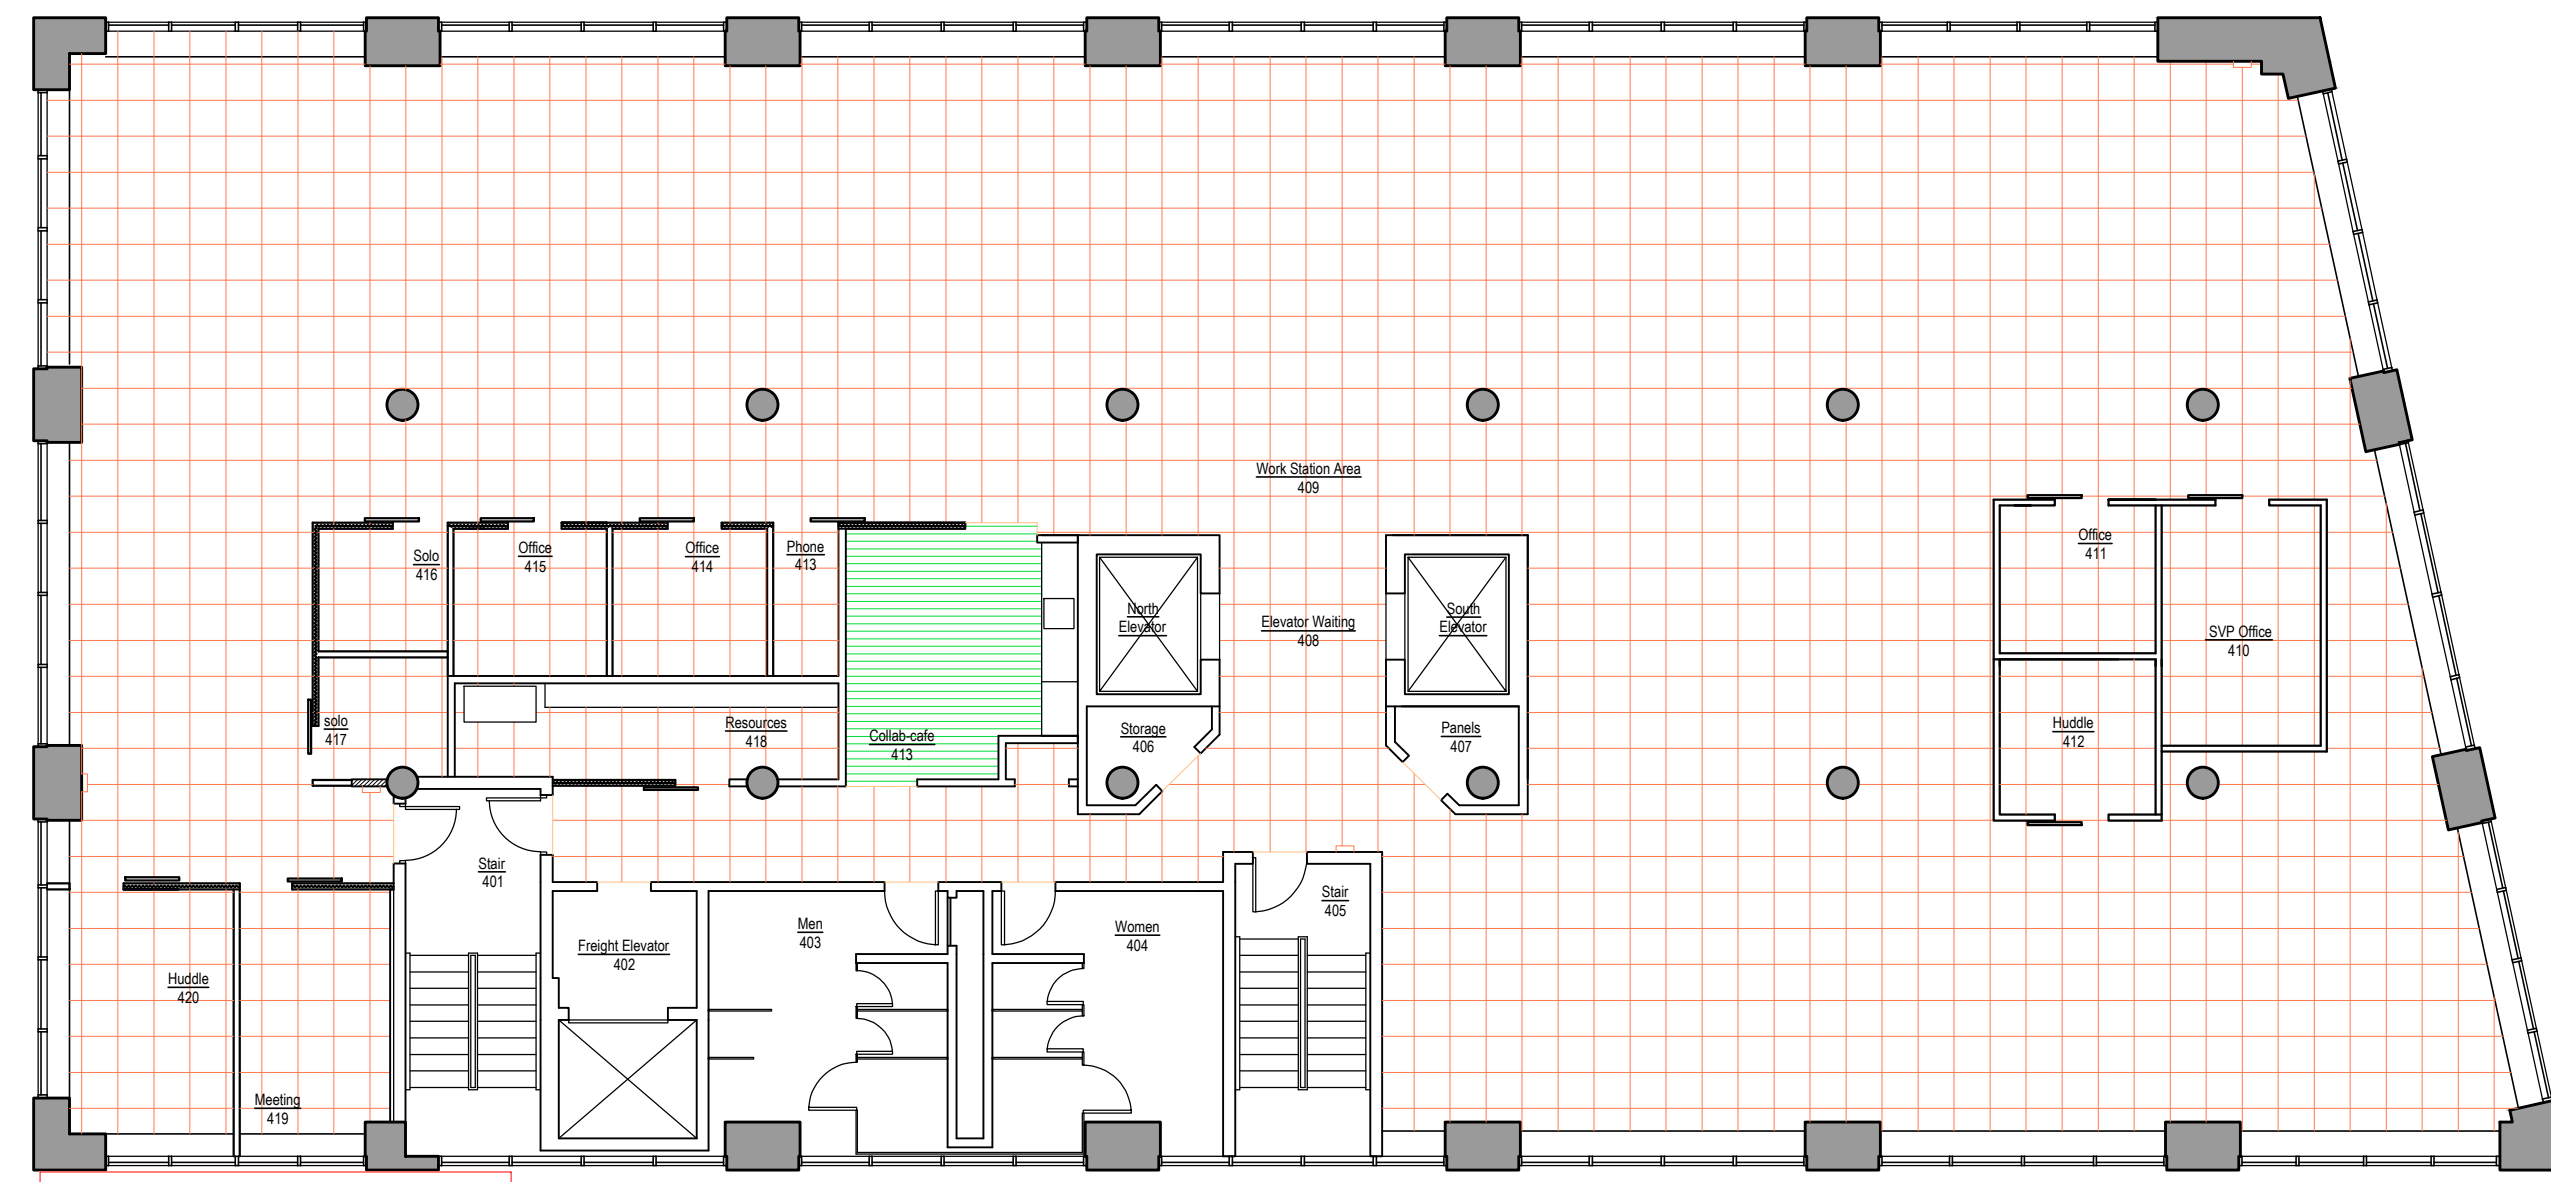 Work Station Area
409
Solo
416
Office
415
Office
414
Phone
413
Office
411
North
Elevator
Elevator Waiting
408
South
Elevator
SVP Office
410
solo
417
Resources
418
Collab-cafe
413
Storage
406
Panels
407
Huddle
412
Stair
401
Stair
405
Men
403
Women
404
Freight Elevator
402
Huddle
420
Meeting
419